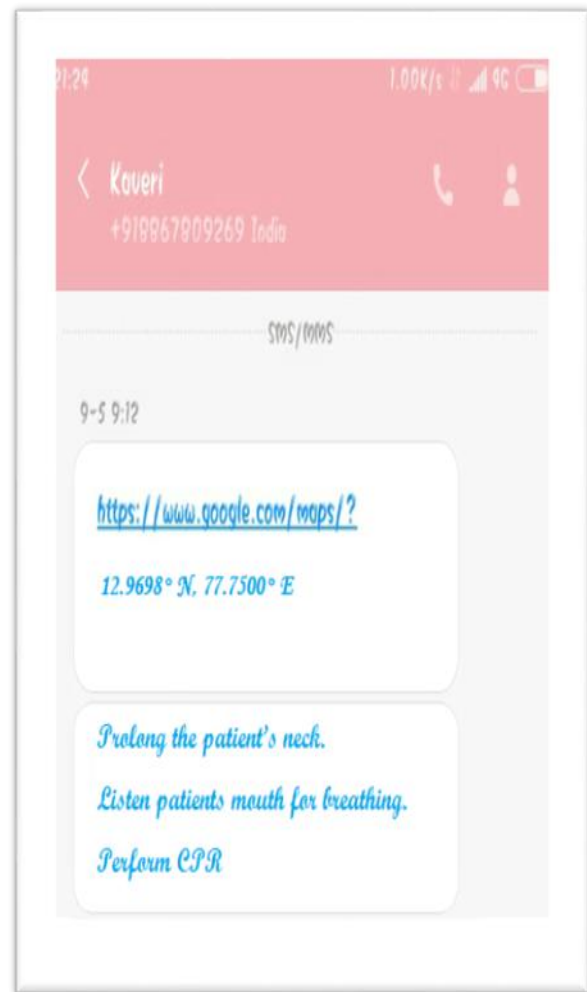 21:29 1.00K/s 4G
Kaveri
+918867809269 India
SMS/MMS
9-5 9:12
https://www.google.com/maps/?
12.9698° N, 77.7500° E
Prolong the patient's neck.
Listen patients mouth for breathing.
Perform CPR